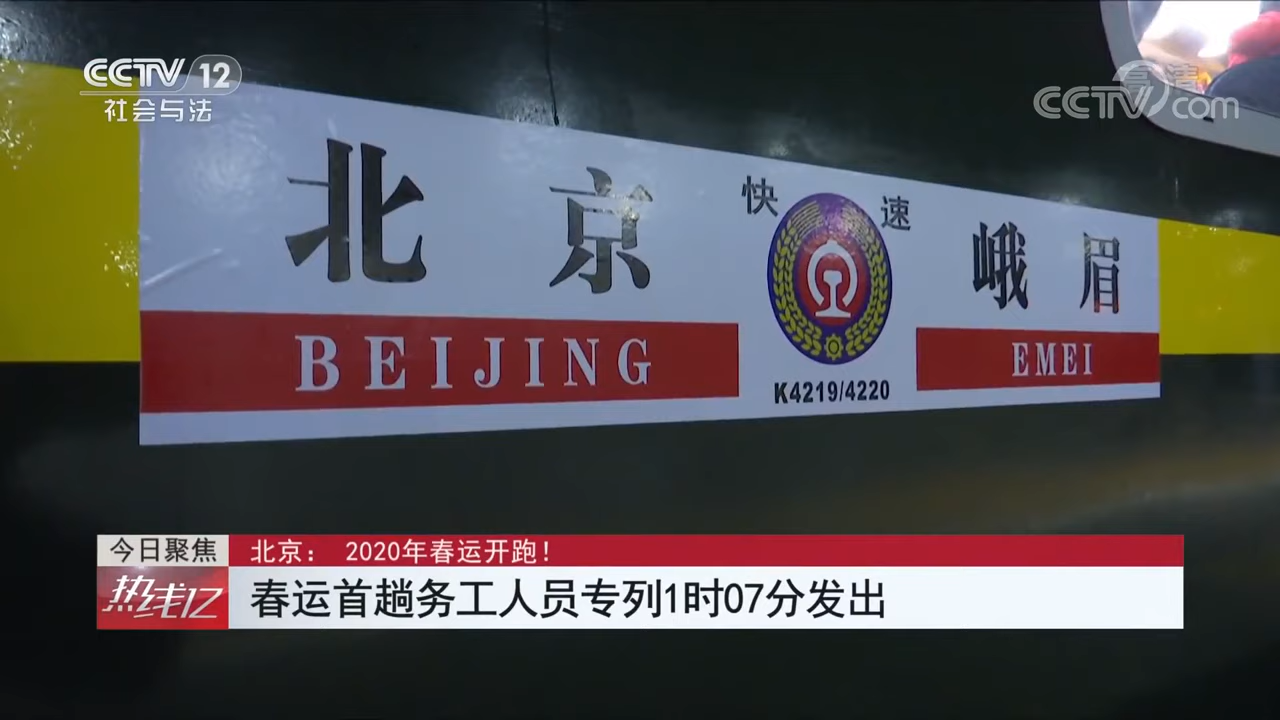 CCTV 12
社会与法
高清
CCTV.com
北京
快速
峨眉
BEIJING
EMEI
K4219/4220
今日聚焦
北京： 2020年春运开跑！
热线12
春运首趟务工人员专列1时07分发出